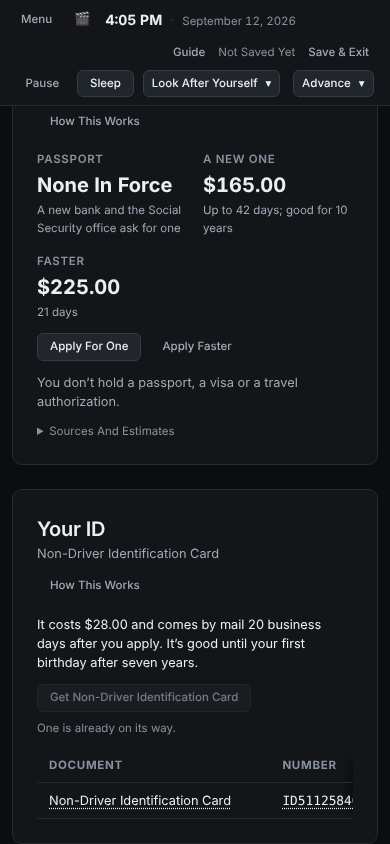 Menu 🎬 4:05 PM · September 12, 2026
Guide Not Saved Yet Save & Exit
Pause Sleep Look After Yourself ▾ Advance ▾
How This Works
PASSPORT
None In Force
A new bank and the Social
Security office ask for one
A NEW ONE
$165.00
Up to 42 days; good for 10
years
FASTER
$225.00
21 days
Apply For One Apply Faster
You don’t hold a passport, a visa or a travel
authorization.
▶ Sources And Estimates
Your ID
Non-Driver Identification Card
How This Works
It costs $28.00 and comes by mail 20 business
days after you apply. It’s good until your first
birthday after seven years.
Get Non-Driver Identification Card
One is already on its way.
DOCUMENT NUMBER
Non-Driver Identification Card